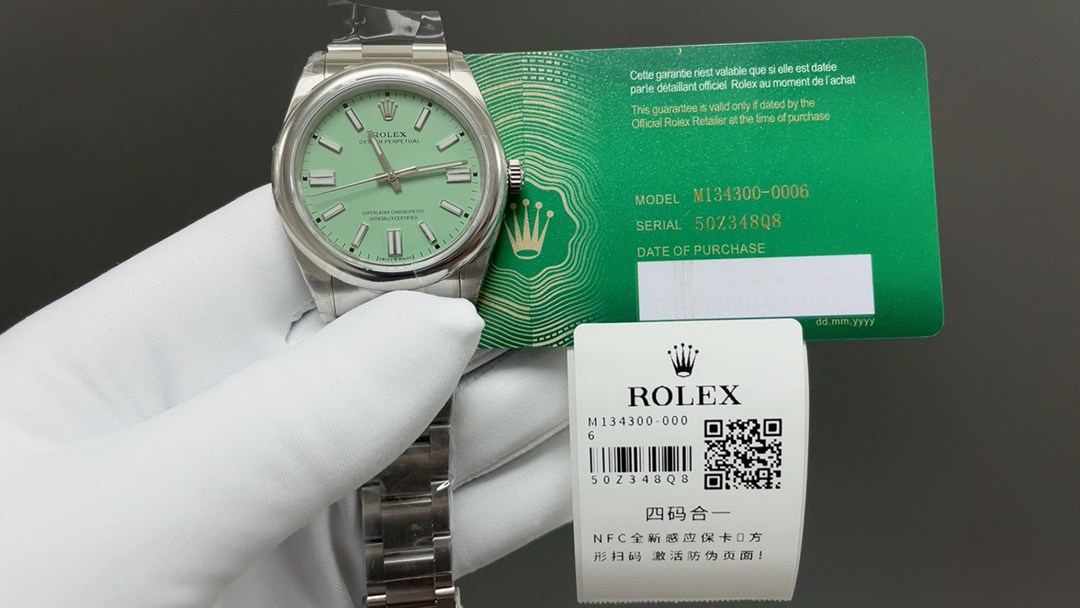 ROLEX
OYSTER PERPETUAL
SUPERLATIVE CHRONOMETER
OFFICIALLY CERTIFIED
SWISS MADE
Cette garantie n'est valable que si elle est datée
par le détaillant officiel Rolex au moment de l'achat
This guarantee is valid only if dated by the
Official Rolex Retailer at the time of purchase
MODEL M134300-0006
SERIAL 50Z348Q8
DATE OF PURCHASE
dd.mm.yyyy
ROLEX
M134300-000
6
50Z348Q8
四码合一
NFC全新感应保卡▯方
形扫码 激活防伪页面!